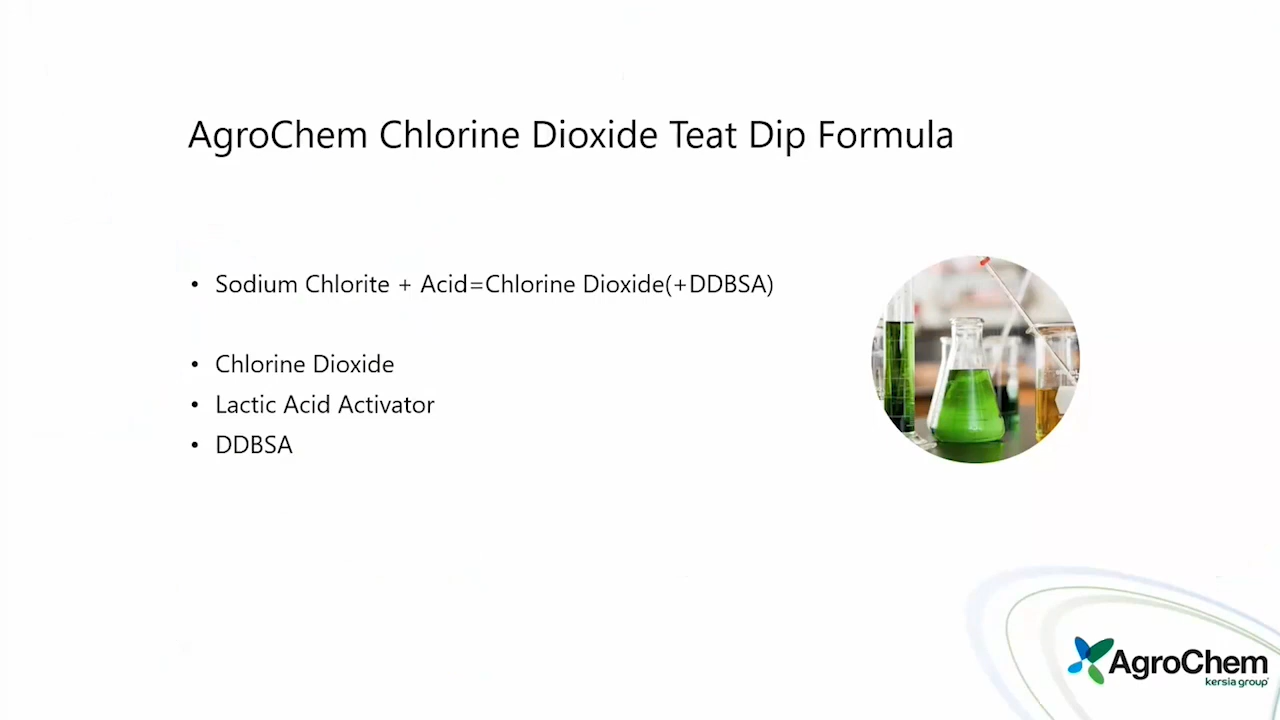 AgroChem Chlorine Dioxide Teat Dip Formula
• Sodium Chlorite + Acid=Chlorine Dioxide(+DDBSA)
• Chlorine Dioxide
• Lactic Acid Activator
• DDBSA
AgroChem
kersia group